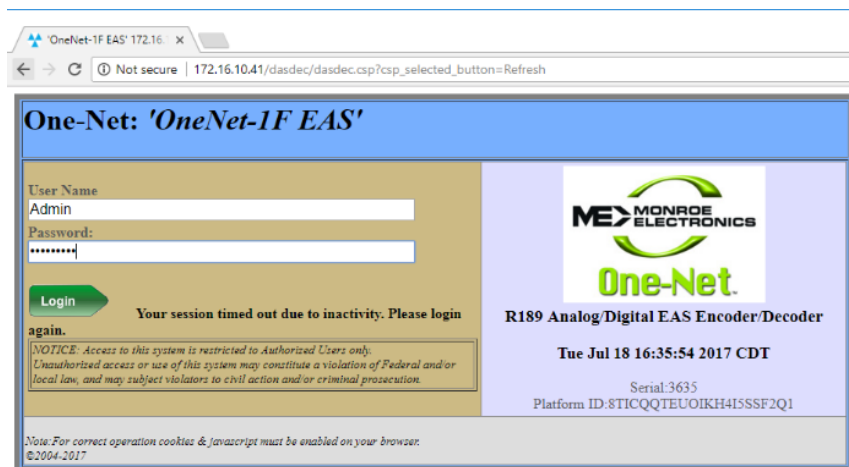 'OneNet-1F EAS' 172.16.
Not secure | 172.16.10.41/dasdec/dasdec.csp?csp_selected_button=Refresh
One-Net: 'OneNet-1F EAS'
User Name
Admin
Password:
•••••••••
Login
Your session timed out due to inactivity. Please login
again.
NOTICE: Access to this system is restricted to Authorized Users only.
Unauthorized access or use of this system may constitute a violation of Federal and/or
local law, and may subject violators to civil action and/or criminal prosecution.
MONROE
ELECTRONICS
One-Net
R189 Analog/Digital EAS Encoder/Decoder
Tue Jul 18 16:35:54 2017 CDT
Serial:3635
Platform ID:8TICQQTEUOIKH4I5SSF2Q1
Note:For correct operation cookies & javascript must be enabled on your browser.
©2004-2017